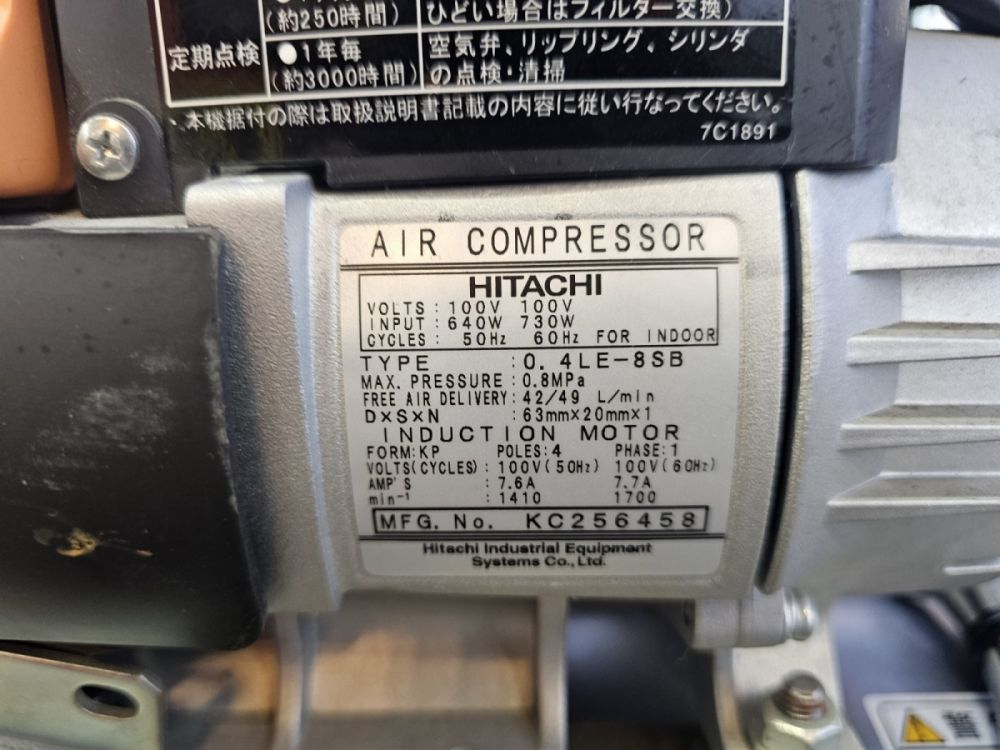 (約250時間) ひどい場合はフィルター交換)
定期点検 ●1年毎 空気弁、リップリング、シリンダ
(約3000時間) の点検・清掃
・本機据付の際は取扱説明書記載の内容に従い行なってください。
7C1891
AIR COMPRESSOR
HITACHI
VOLTS : 100V 100V
INPUT : 640W 730W
CYCLES : 50Hz 60Hz FOR INDOOR
TYPE : 0.4LE-8SB
MAX. PRESSURE : 0.8MPa
FREE AIR DELIVERY : 42/49 L/min
D×S×N : 63mm×20mm×1
INDUCTION MOTOR
FORM:KP POLES:4 PHASE:1
VOLTS(CYCLES) : 100V(50Hz) 100V(60Hz)
AMP'S : 7.6A 7.7A
min⁻¹ : 1410 1700
MFG. No. KC256458
Hitachi Industrial Equipment
Systems Co.,Ltd.